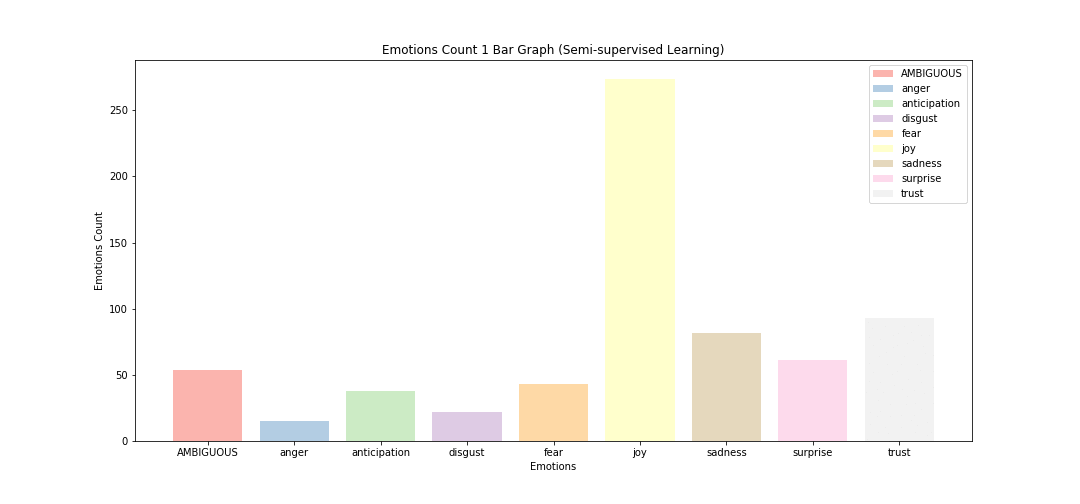 Emotions Count 1 Bar Graph (Semi-supervised Learning)
AMBIGUOUS
anger
anticipation
disgust
fear
joy
sadness
surprise
trust
250
200
150
100
50
0
Emotions Count
AMBIGUOUS anger anticipation disgust fear joy sadness surprise trust
Emotions